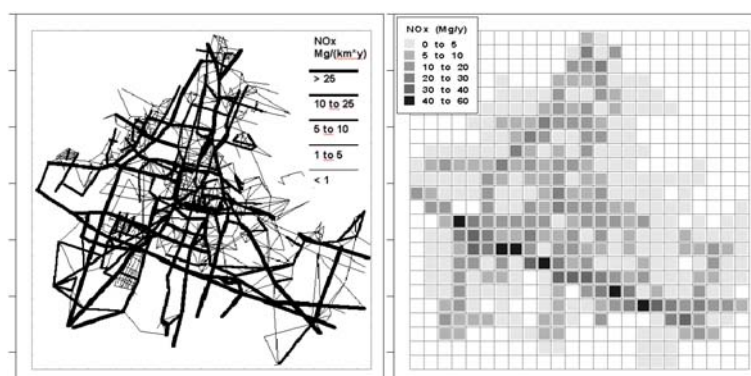 NOx
Mg/(km*y)
> 25
10 to 25
5 to 10
1 to 5
< 1
NOx (Mg/y)
0 to 5
5 to 10
10 to 20
20 to 30
30 to 40
40 to 60